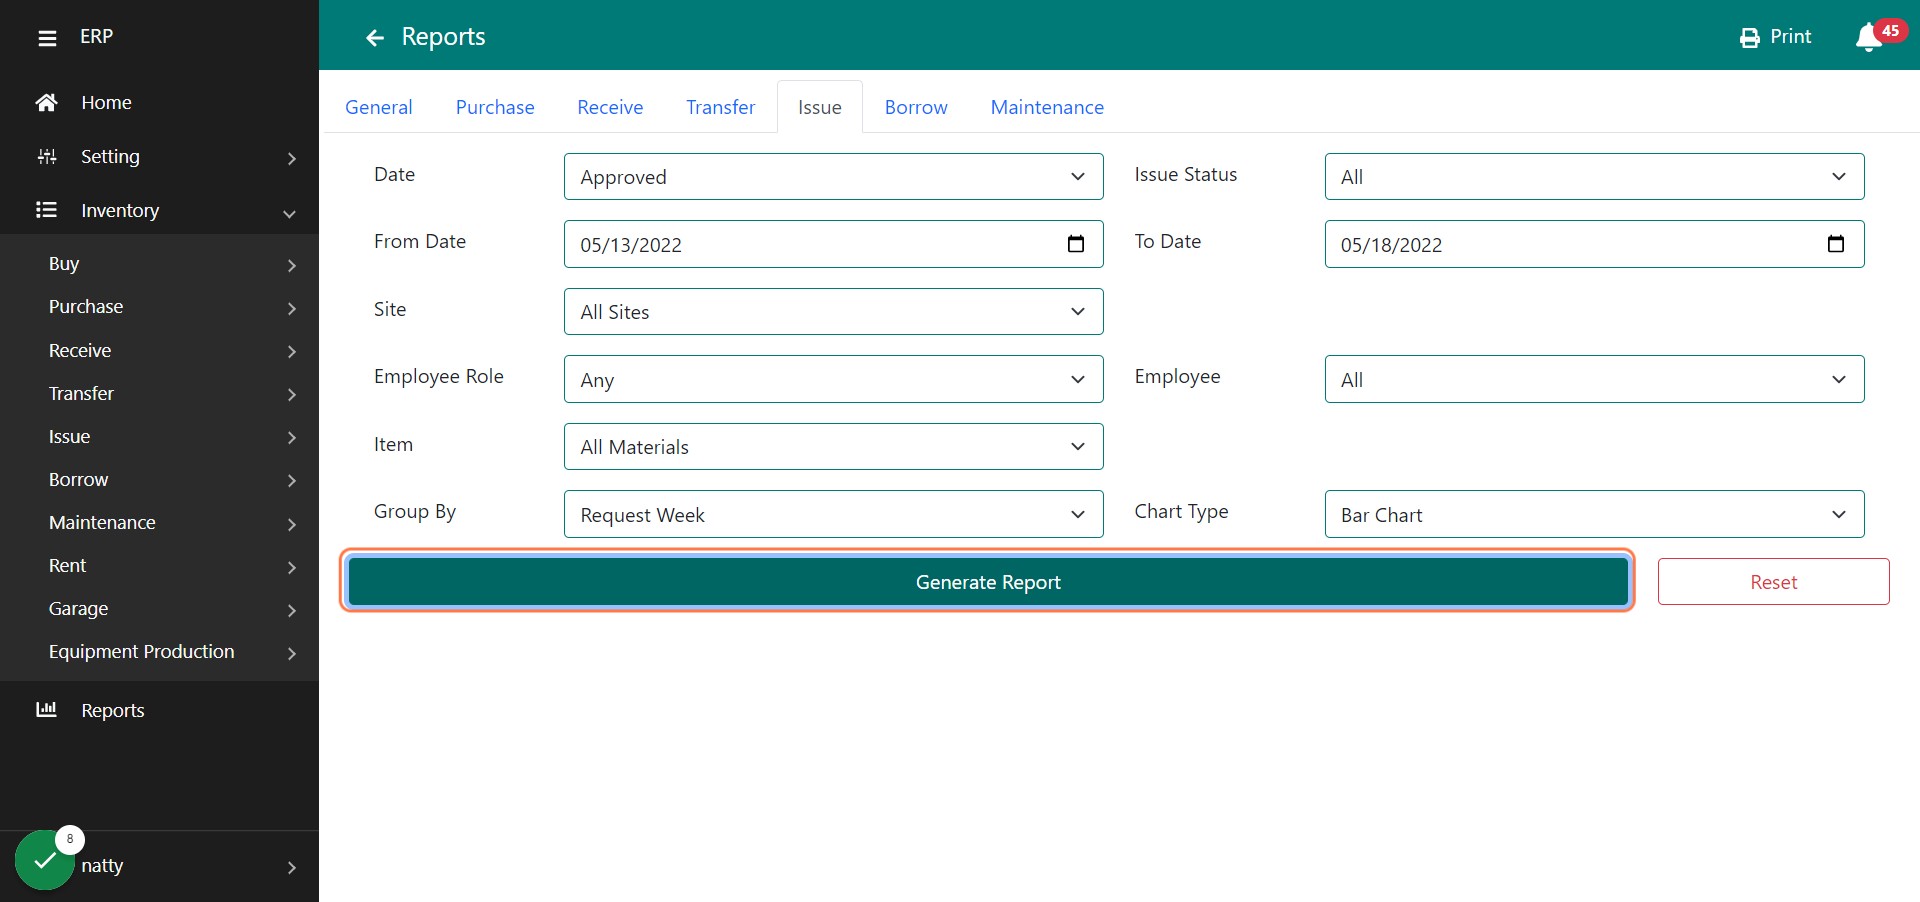 ERP
Reports
Print
45
Home
Setting
Inventory
Buy
Purchase
Receive
Transfer
Issue
Borrow
Maintenance
Rent
Garage
Equipment Production
Reports
8
natty
General Purchase Receive Transfer Issue Borrow Maintenance
Date Approved Issue Status All
From Date 05/13/2022 To Date 05/18/2022
Site All Sites
Employee Role Any Employee All
Item All Materials
Group By Request Week Chart Type Bar Chart
Generate Report Reset